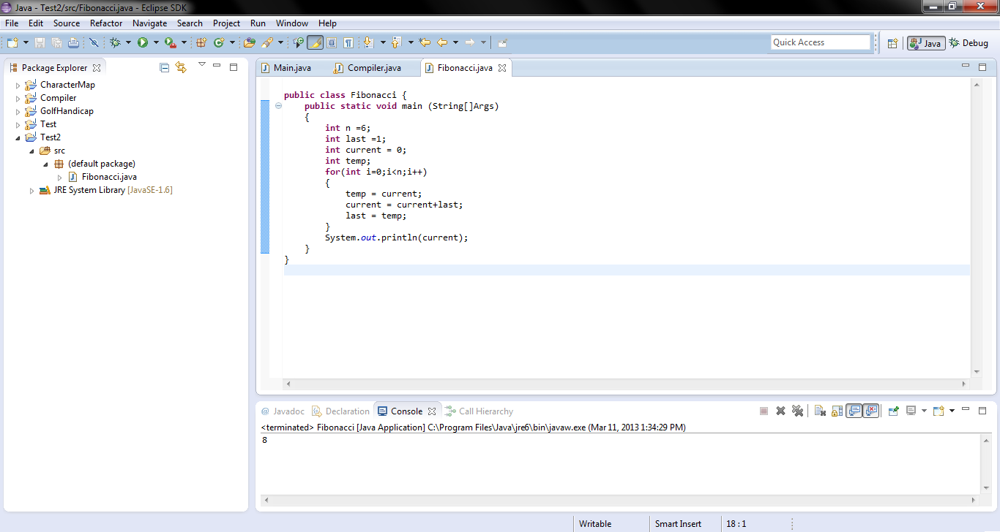 Java - Test2/src/Fibonacci.java - Eclipse SDK
File Edit Source Refactor Navigate Search Project Run Window Help
Quick Access
Java
Debug
Package Explorer
CharacterMap
Compiler
GolfHandicap
Test
Test2
src
(default package)
Fibonacci.java
JRE System Library [JavaSE-1.6]
Main.java Compiler.java Fibonacci.java
public class Fibonacci {
public static void main (String[]Args)
{
int n =6;
int last =1;
int current = 0;
int temp;
for(int i=0;i<n;i++)
{
temp = current;
current = current+last;
last = temp;
}
System.out.println(current);
}
}
@ Javadoc Declaration Console Call Hierarchy
<terminated> Fibonacci [Java Application] C:\Program Files\Java\jre6\bin\javaw.exe (Mar 11, 2013 1:34:29 PM)
8
Writable Smart Insert 18 : 1